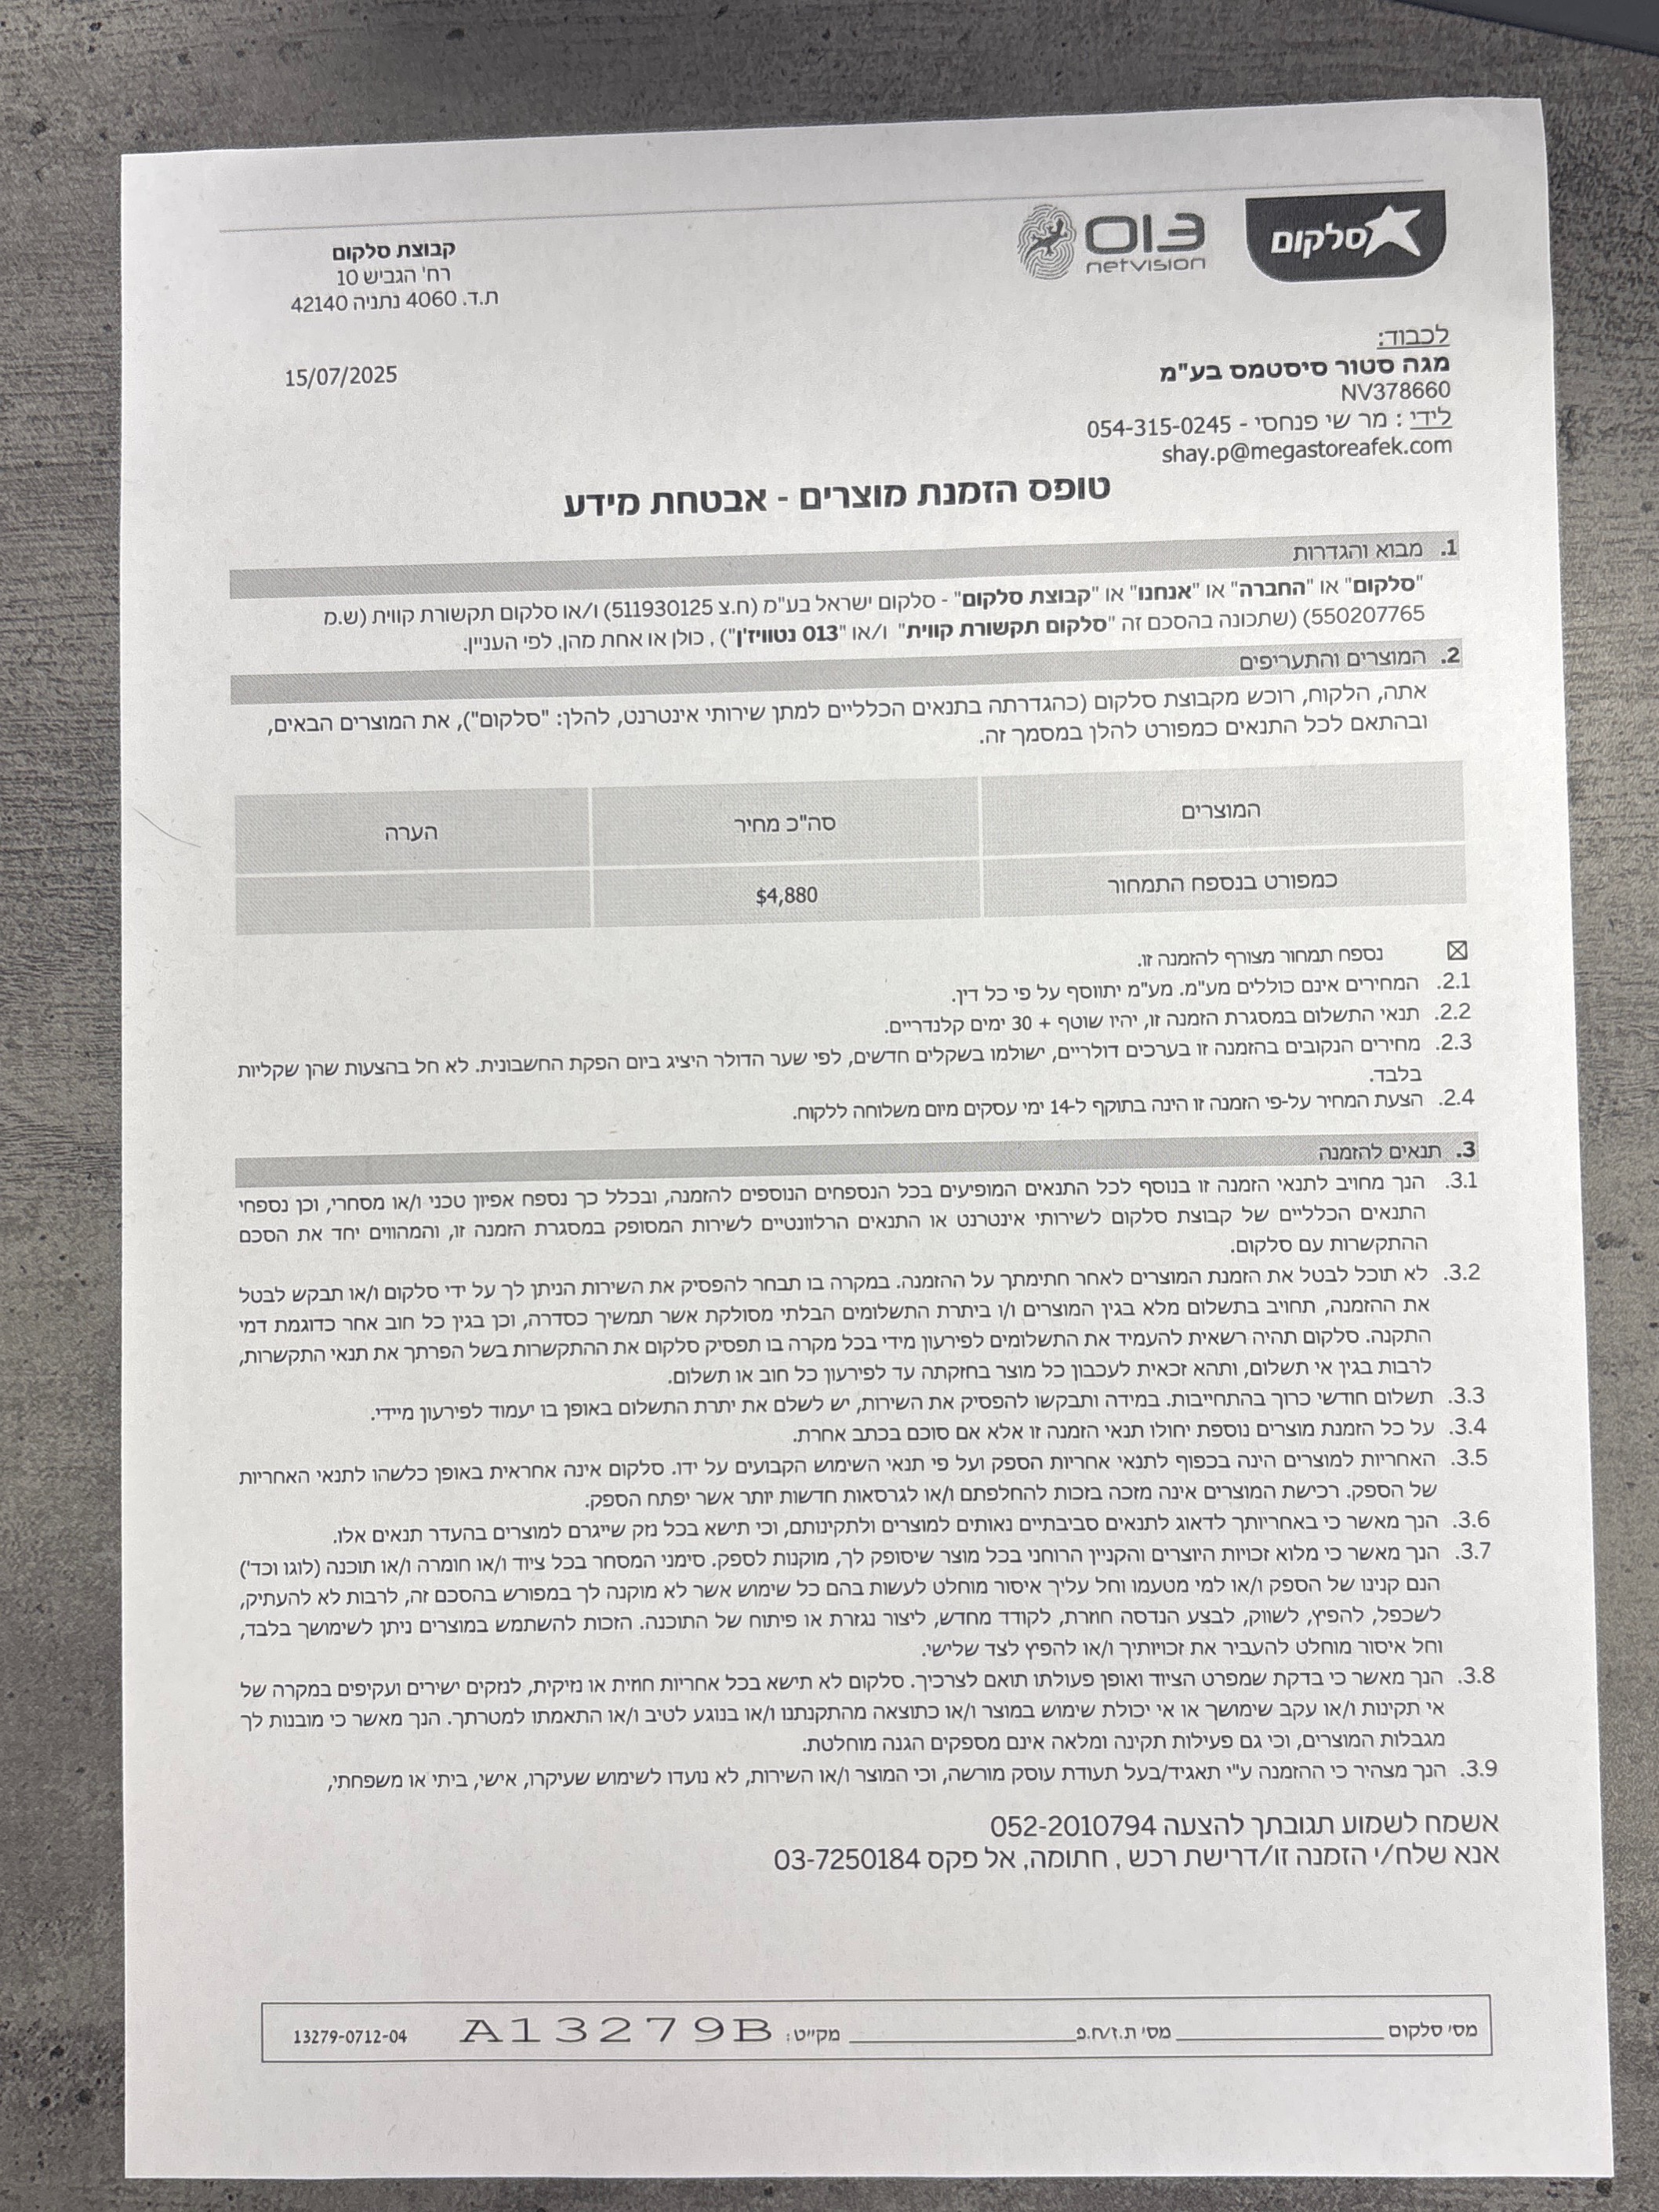 סלקום
013
netvision
קבוצת סלקום
רח' הגביש 10
ת.ד. 4060 נתניה 42140
לכבוד:
מגה סטור סיסטמס בע"מ
15/07/2025
NV378660
לידי : מר שי פנחסי - 054-315-0245
shay.p@megastoreafek.com
טופס הזמנת מוצרים - אבטחת מידע
1. מבוא והגדרות
"סלקום" או "החברה" או "אנחנו" או "קבוצת סלקום" - סלקום ישראל בע"מ (ח.צ 511930125) ו/או סלקום תקשורת קווית (ש.מ
550207765) (שתכונה בהסכם זה "סלקום תקשורת קווית" ו/או "013 נטוויז'ן") , כולן או אחת מהן, לפי העניין.
2. המוצרים והתעריפים
אתה, הלקוח, רוכש מקבוצת סלקום (כהגדרתה בתנאים הכלליים למתן שירותי אינטרנט, להלן: "סלקום"), את המוצרים הבאים,
ובהתאם לכל התנאים כמפורט להלן במסמך זה.
המוצרים סה"כ מחיר הערה
כמפורט בנספח התמחור $4,880
☒ נספח תמחור מצורף להזמנה זו.
2.1. המחירים אינם כוללים מע"מ. מע"מ יתווסף על פי כל דין.
2.2. תנאי התשלום במסגרת הזמנה זו, יהיו שוטף + 30 ימים קלנדריים.
2.3. מחירים הנקובים בהזמנה זו בערכים דולריים, ישולמו בשקלים חדשים, לפי שער הדולר היציג ביום הפקת החשבונית. לא חל בהצעות שהן שקליות
בלבד.
2.4. הצעת המחיר על-פי הזמנה זו הינה בתוקף ל-14 ימי עסקים מיום משלוחה ללקוח.
3. תנאים להזמנה
3.1. הנך מחויב לתנאי הזמנה זו בנוסף לכל התנאים המופיעים בכל הנספחים הנוספים להזמנה, ובכלל כך נספח אפיון טכני ו/או מסחרי, וכן נספחי
התנאים הכלליים של קבוצת סלקום לשירותי אינטרנט או התנאים הרלוונטיים לשירות המסופק במסגרת הזמנה זו, והמהווים יחד את הסכם
ההתקשרות עם סלקום.
3.2. לא תוכל לבטל את הזמנת המוצרים לאחר חתימתך על ההזמנה. במקרה בו תבחר להפסיק את השירות הניתן לך על ידי סלקום ו/או תבקש לבטל
את ההזמנה, תחויב בתשלום מלא בגין המוצרים ו/ו ביתרת התשלומים הבלתי מסולקת אשר תמשיך כסדרה, וכן בגין כל חוב אחר כדוגמת דמי
התקנה. סלקום תהיה רשאית להעמיד את התשלומים לפירעון מידי בכל מקרה בו תפסיק סלקום את ההתקשרות בשל הפרתך את תנאי התקשרות,
לרבות בגין אי תשלום, ותהא זכאית לעכבון כל מוצר בחזקתה עד לפירעון כל חוב או תשלום.
3.3. תשלום חודשי כרוך בהתחייבות. במידה ותבקשו להפסיק את השירות, יש לשלם את יתרת התשלום באופן בו יעמוד לפירעון מיידי.
3.4. על כל הזמנת מוצרים נוספת יחולו תנאי הזמנה זו אלא אם סוכם בכתב אחרת.
3.5. האחריות למוצרים הינה בכפוף לתנאי אחריות הספק ועל פי תנאי השימוש הקבועים על ידו. סלקום אינה אחראית באופן כלשהו לתנאי האחריות
של הספק. רכישת המוצרים אינה מזכה בזכות להחלפתם ו/או לגרסאות חדשות יותר אשר יפתח הספק.
3.6. הנך מאשר כי באחריותך לדאוג לתנאים סביבתיים נאותים למוצרים ולתקינותם, וכי תישא בכל נזק שייגרם למוצרים בהעדר תנאים אלו.
3.7. הנך מאשר כי מלוא זכויות היוצרים והקניין הרוחני בכל מוצר שיסופק לך, מוקנות לספק. סימני המסחר בכל ציוד ו/או חומרה ו/או תוכנה (לוגו וכד')
הנם קנינו של הספק ו/או למי מטעמו וחל עליך איסור מוחלט לעשות בהם כל שימוש אשר לא מוקנה לך במפורש בהסכם זה, לרבות לא להעתיק,
לשכפל, להפיץ, לשווק, לבצע הנדסה חוזרת, לקודד מחדש, ליצור נגזרת או פיתוח של התוכנה. הזכות להשתמש במוצרים ניתן לשימושך בלבד,
וחל איסור מוחלט להעביר את זכויותיך ו/או להפיץ לצד שלישי.
3.8. הנך מאשר כי בדקת שמפרט הציוד ואופן פעולתו תואם לצרכיך. סלקום לא תישא בכל אחריות חוזית או נזיקית, לנזקים ישירים ועקיפים במקרה של
אי תקינות ו/או עקב שימושך או אי יכולת שימוש במוצר ו/או כתוצאה מהתקנתנו ו/או בנוגע לטיב ו/או התאמתו למטרתך. הנך מאשר כי מובנות לך
מגבלות המוצרים, וכי גם פעילות תקינה ומלאה אינם מספקים הגנה מוחלטת.
3.9. הנך מצהיר כי ההזמנה ע"י תאגיד/בעל תעודת עוסק מורשה, וכי המוצר ו/או השירות, לא נועדו לשימוש שעיקרו, אישי, ביתי או משפחתי,
אשמח לשמוע תגובתך להצעה 052-2010794
אנא שלח/י הזמנה זו/דרישת רכש , חתומה, אל פקס 03-7250184
מס' סלקום ____________ מס' ת.ז/ח.פ ____________ מק"ט: A13279B 13279-0712-04